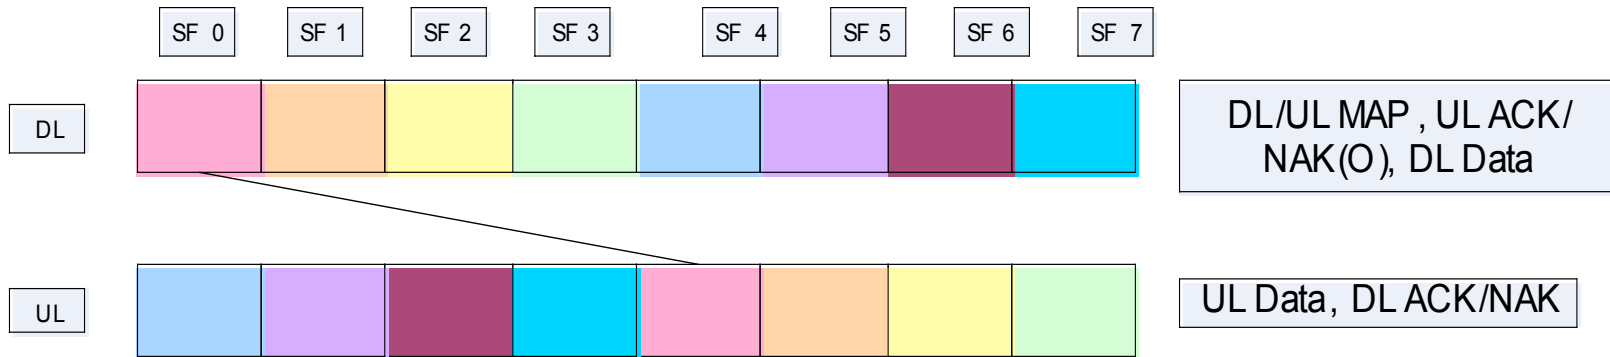 SF 0 SF 1 SF 2 SF 3 SF 4 SF 5 SF 6 SF 7
DL
DL/UL MAP , UL ACK/
NAK(O), DL Data
UL
UL Data, DL ACK/NAK